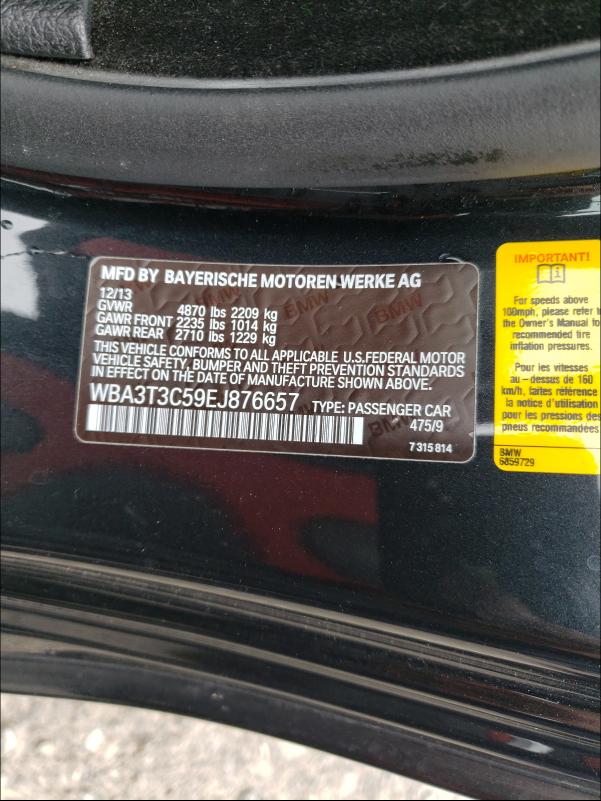 MFD BY BAYERISCHE MOTOREN WERKE AG
12/13
GVWR 4870 lbs 2209 kg
GAWR FRONT 2235 lbs 1014 kg
GAWR REAR 2710 lbs 1229 kg
THIS VEHICLE CONFORMS TO ALL APPLICABLE U.S.FEDERAL MOTOR
VEHICLE SAFETY, BUMPER AND THEFT PREVENTION STANDARDS
IN EFFECT ON THE DATE OF MANUFACTURE SHOWN ABOVE.
WBA3T3C59EJ876657 TYPE: PASSENGER CAR
475/9
7 315 814
IMPORTANT!
For speeds above
100mph, please refer
the Owner's Manual
recommended tire
inflation pressures.
Pour les vitesses
au – dessus de 160
km/h, faites référence
la notice d'utilisation
pour les pressions des
pneus recommandées
BMW
6859729